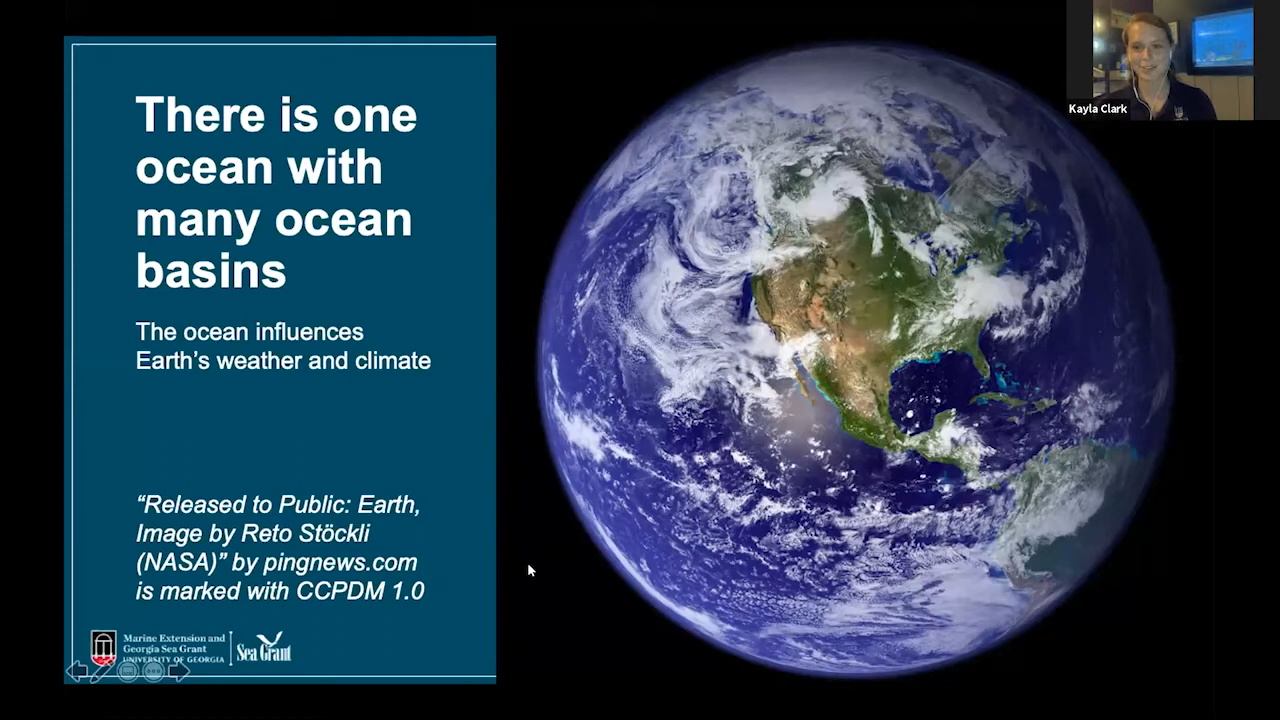 There is one
ocean with
many ocean
basins
The ocean influences
Earth's weather and climate
“Released to Public: Earth,
Image by Reto Stöckli
(NASA)” by pingnews.com
is marked with CCPDM 1.0
Marine Extension and
Georgia Sea Grant
UNIVERSITY OF GEORGIA
Sea Grant
Kayla Clark